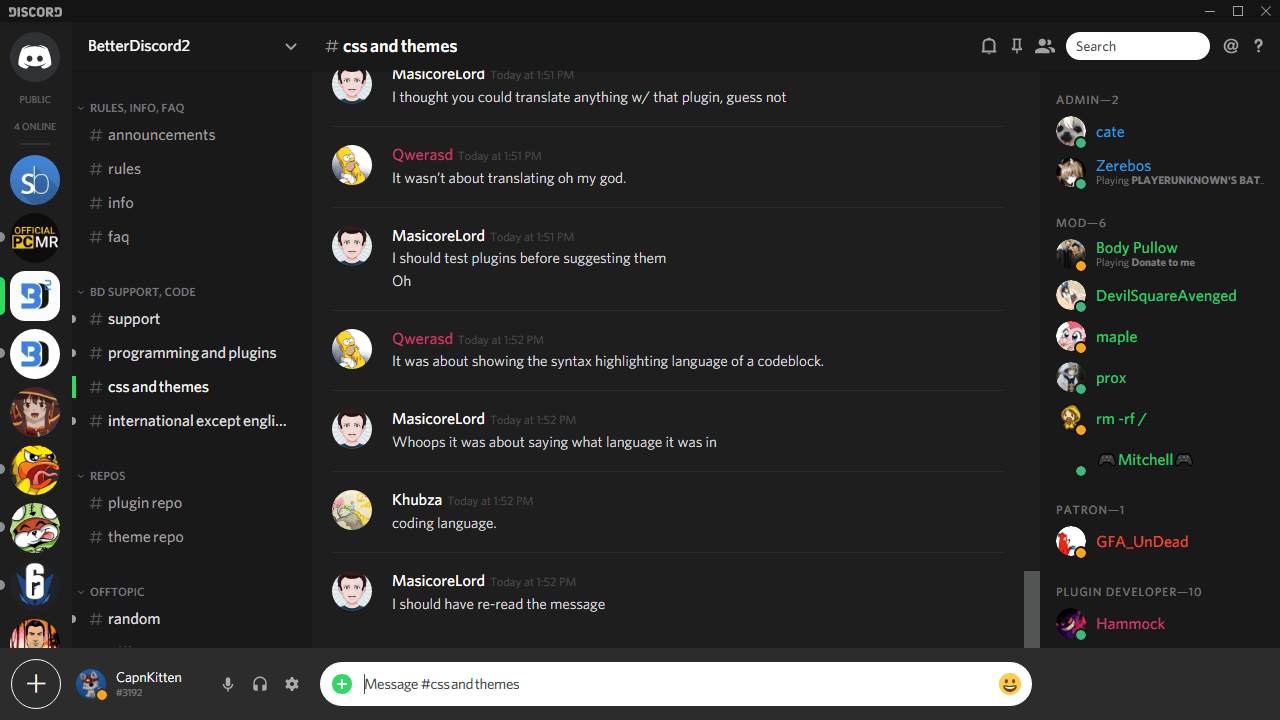 DISCORD
PUBLIC
4 ONLINE
OFFICIAL
PCMR
BetterDiscord2
RULES, INFO, FAQ
# announcements
# rules
# info
# faq
BD SUPPORT, CODE
# support
# programming and plugins
# css and themes
# international except engli...
REPOS
# plugin repo
# theme repo
OFFTOPIC
# random
CapnKitten
#3192
# css and themes
Search
@ ?
MasicoreLord Today at 1:51 PM
I thought you could translate anything w/ that plugin, guess not
Qwerasd Today at 1:51 PM
It wasn't about translating oh my god.
MasicoreLord Today at 1:51 PM
I should test plugins before suggesting them
Oh
Qwerasd Today at 1:52 PM
It was about showing the syntax highlighting language of a codeblock.
MasicoreLord Today at 1:52 PM
Whoops it was about saying what language it was in
Khubza Today at 1:52 PM
coding language.
MasicoreLord Today at 1:52 PM
I should have re-read the message
Message #css and themes
ADMIN—2
cate
Zerebos
Playing PLAYERUNKNOWN'S BAT..
MOD—6
Body Pullow
Playing Donate to me
DevilSquareAvenged
maple
prox
rm -rf /
🎮Mitchell🎮
PATRON—1
GFA_UnDead
PLUGIN DEVELOPER—10
Hammock